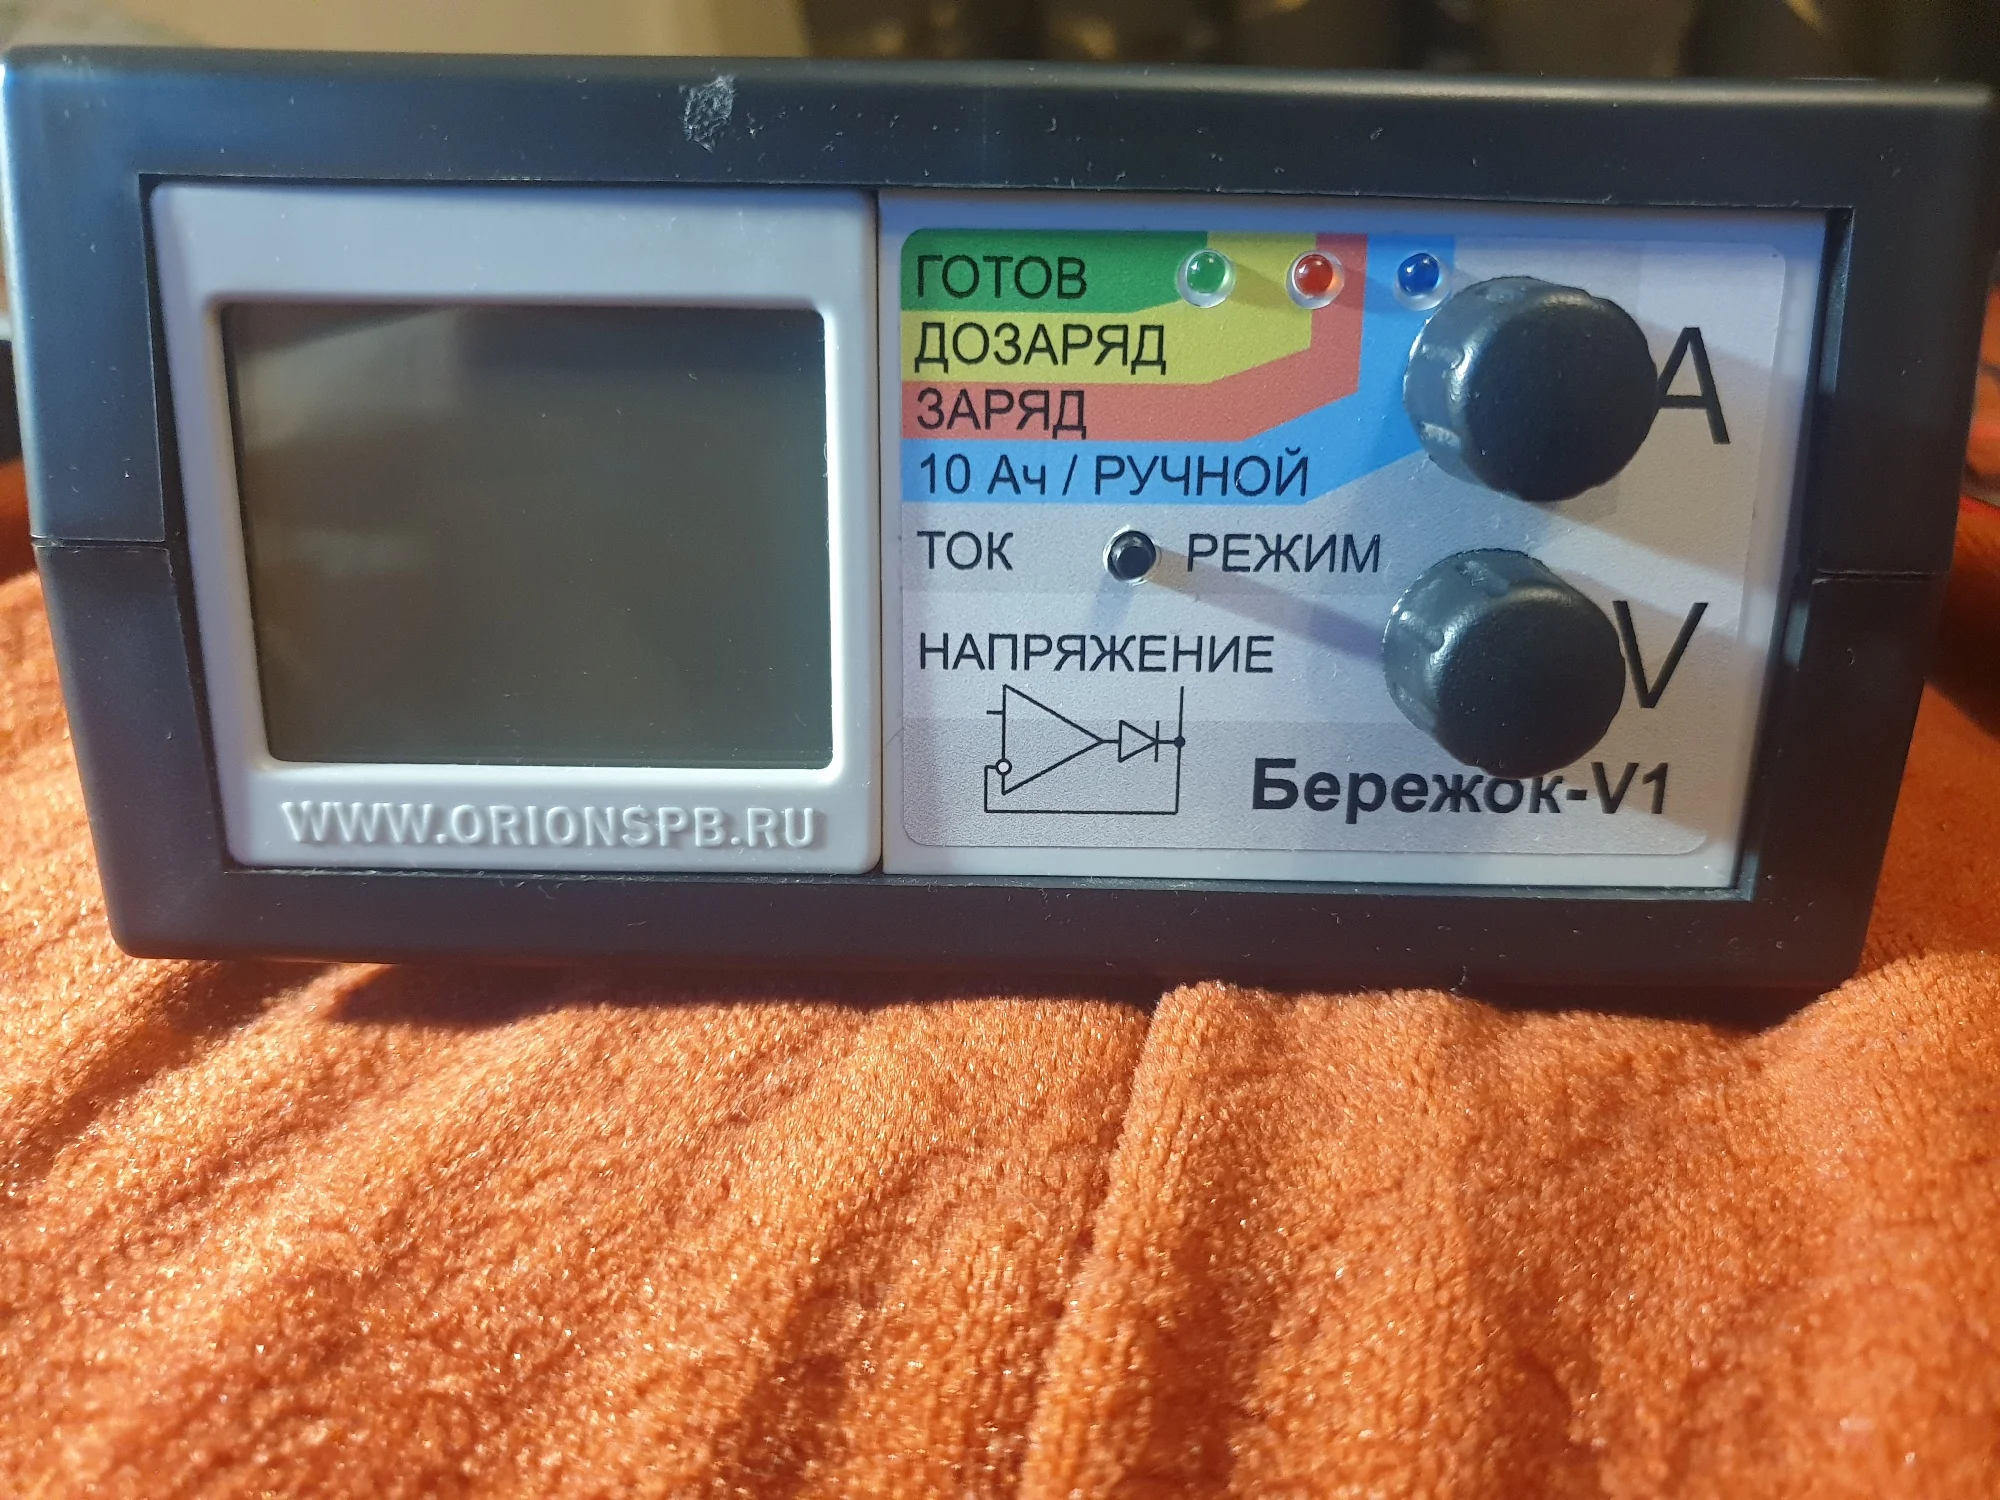 WWW.ORIONSPB.RU
ГОТОВ
ДОЗАРЯД
ЗАРЯД
10 Ач / РУЧНОЙ
A
ТОК РЕЖИМ
НАПРЯЖЕНИЕ
V
Бережок-V1